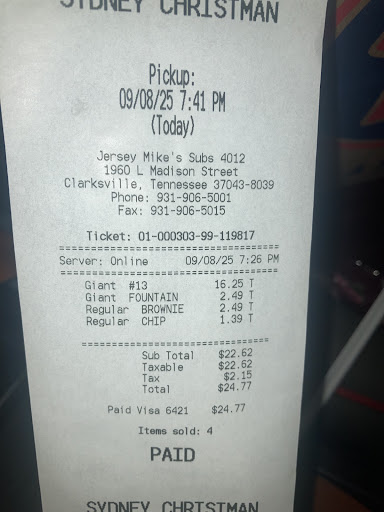 SYDNEY CHRISTMAN
Pickup:
09/08/25 7:41 PM
(Today)
Jersey Mike's Subs 4012
1960 L Madison Street
Clarksville, Tennessee 37043-8039
Phone: 931-906-5001
Fax: 931-906-5015
Ticket: 01-000303-99-119817
==========================================
Server: Online 09/08/25 7:26 PM
==========================================
Giant #13 16.25 T
Giant FOUNTAIN 2.49 T
Regular BROWNIE 2.49 T
Regular CHIP 1.39 T
==========================================
Sub Total $22.62
Taxable $22.62
Tax $2.15
Total $24.77
Paid Visa 6421 $24.77
Items sold: 4
PAID
SYDNEY CHRISTMAN